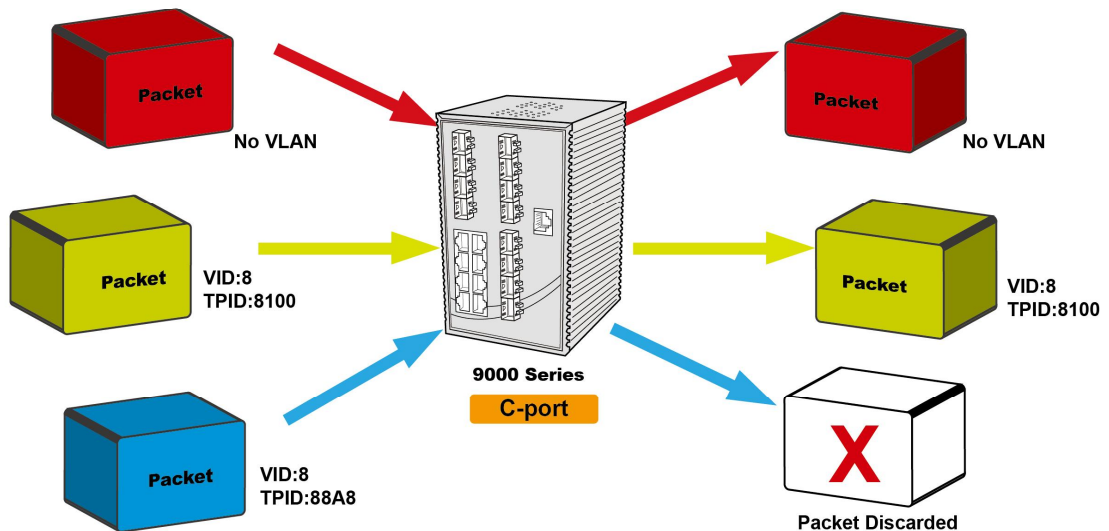 Packet
No VLAN
Packet
No VLAN
Packet
VID:8
TPID:8100
Packet
VID:8
TPID:8100
9000 Series
C-port
Packet
VID:8
TPID:88A8
X
Packet Discarded